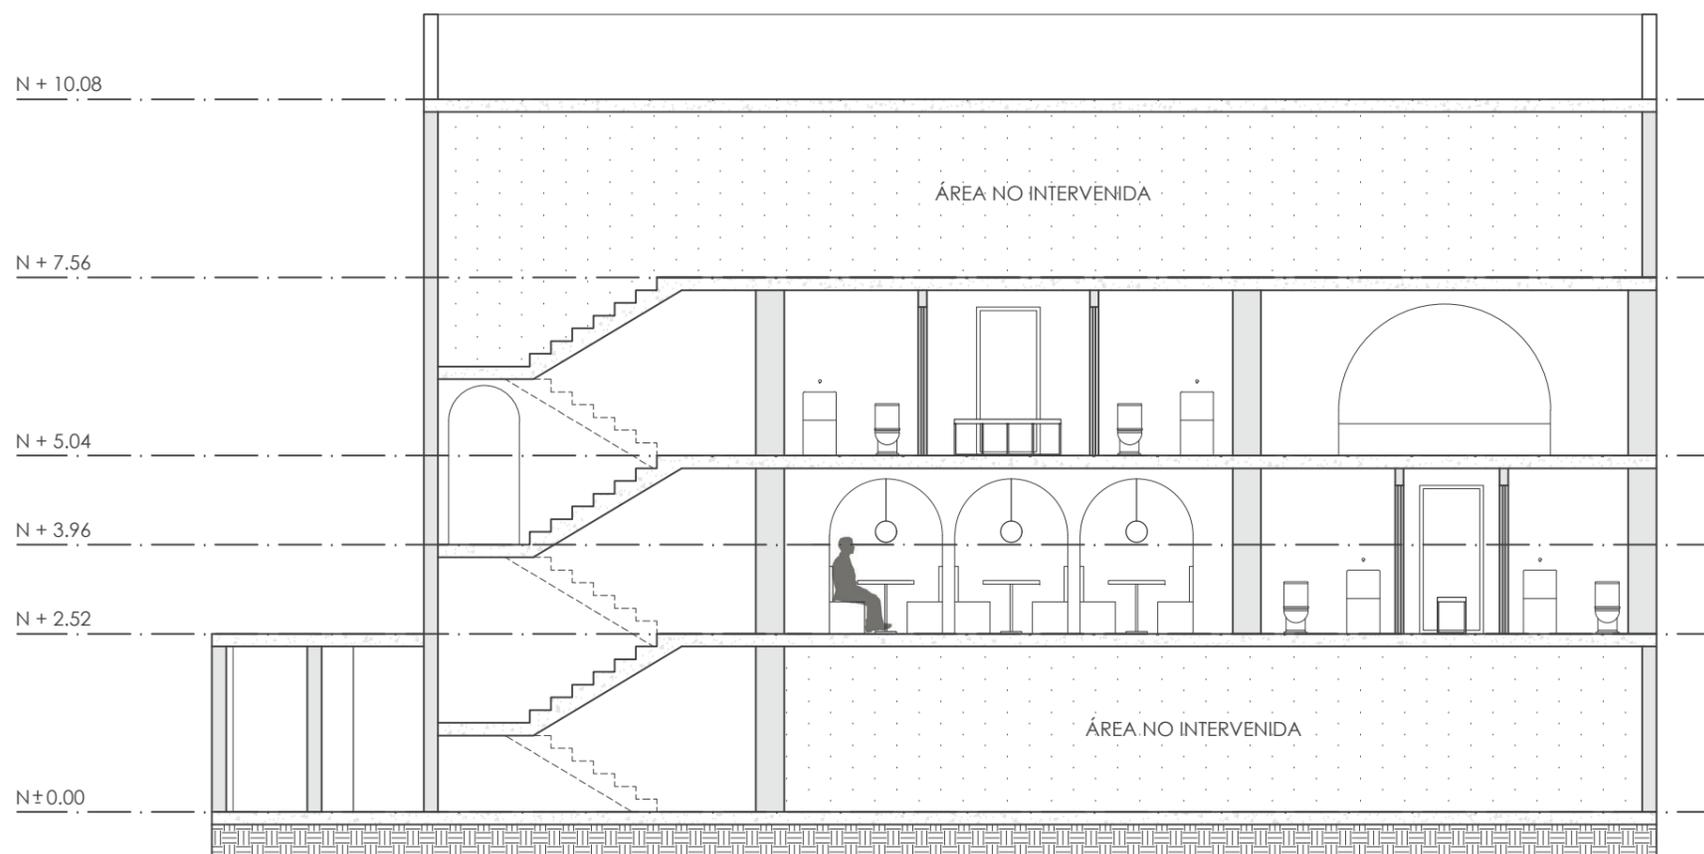 N + 10.08
ÁREA NO INTERVENIDA
N + 7.56
N + 5.04
N + 3.96
N + 2.52
ÁREA NO INTERVENIDA
N±0.00